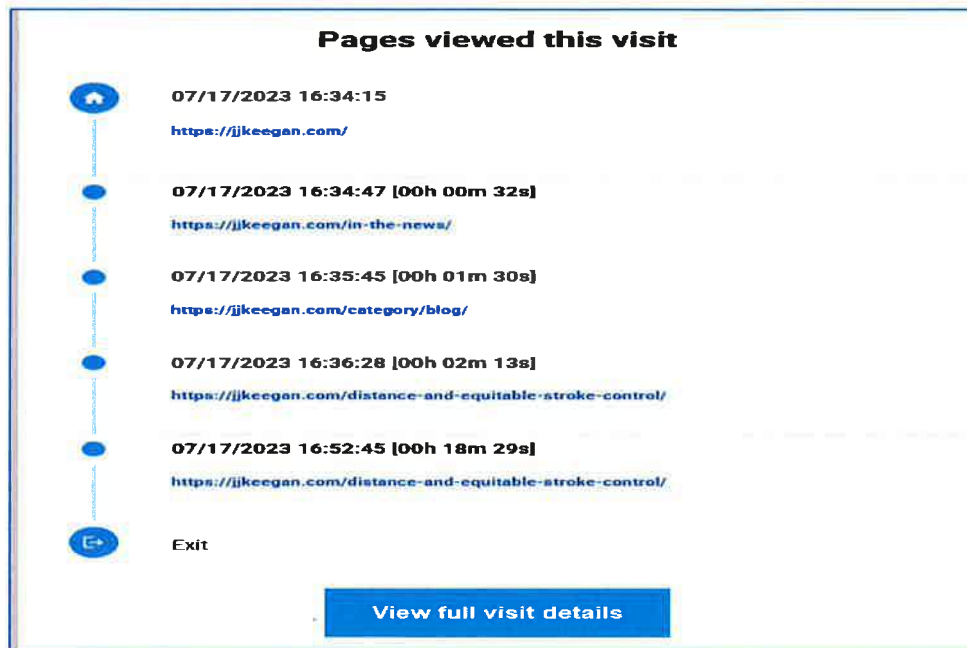 Pages viewed this visit
07/17/2023 16:34:15
https://jjkeegan.com/
07/17/2023 16:34:47 [00h 00m 32s]
https://jjkeegan.com/in-the-news/
07/17/2023 16:35:45 [00h 01m 30s]
https://jjkeegan.com/category/blog/
07/17/2023 16:36:28 [00h 02m 13s]
https://jjkeegan.com/distance-and-equitable-stroke-control/
07/17/2023 16:52:45 [00h 18m 29s]
https://jjkeegan.com/distance-and-equitable-stroke-control/
Exit
View full visit details